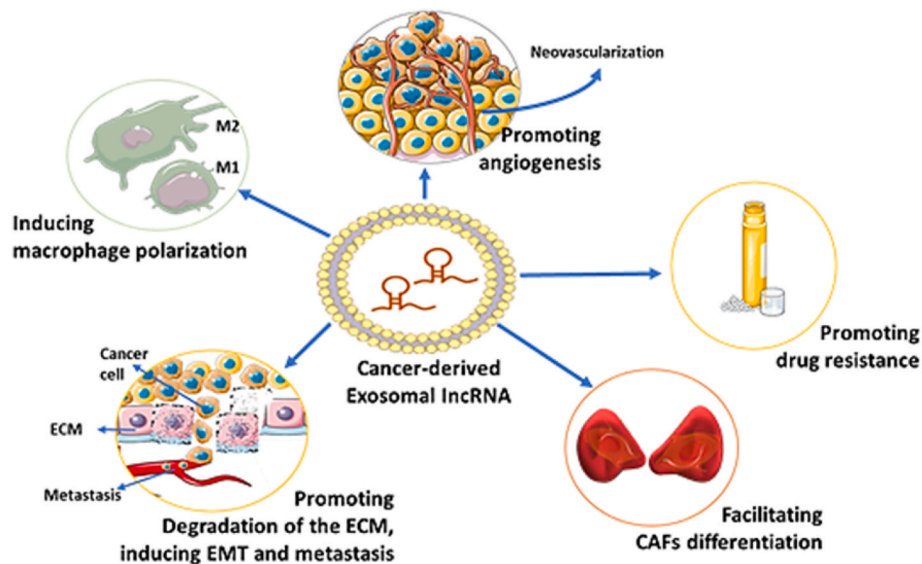 Neovascularization
Promoting
angiogenesis
M2
M1
Inducing
macrophage polarization
Promoting
drug resistance
Cancer-derived
Exosomal lncRNA
Cancer
cell
ECM
Metastasis
Promoting
Degradation of the ECM,
inducing EMT and metastasis
Facilitating
CAFs differentiation